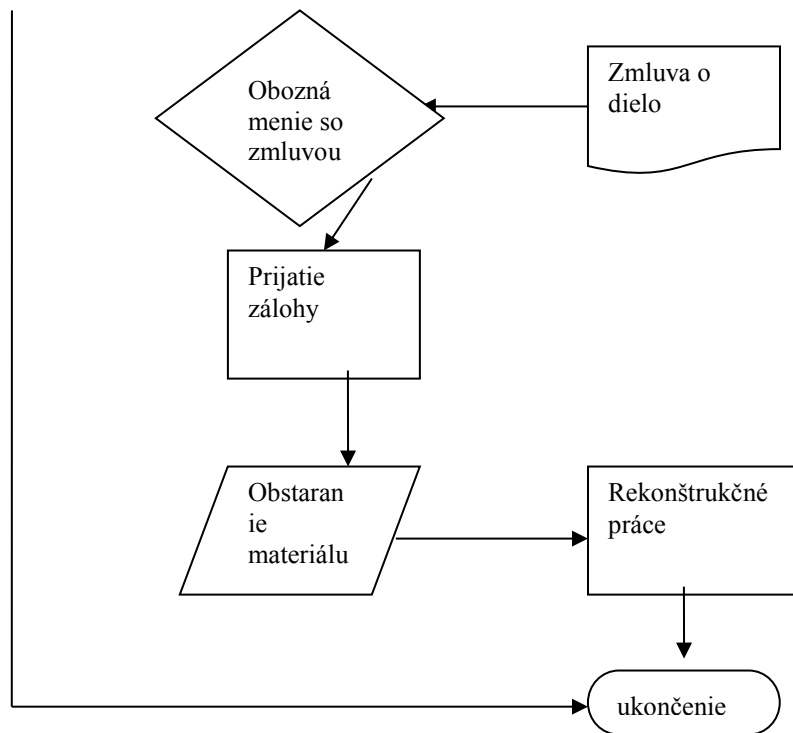 Obozná
menie so
zmluvou
Zmluva o
dielo
Prijatie
zálohy
Obstaran
ie
materiálu
Rekonštrukčné
práce
ukončenie